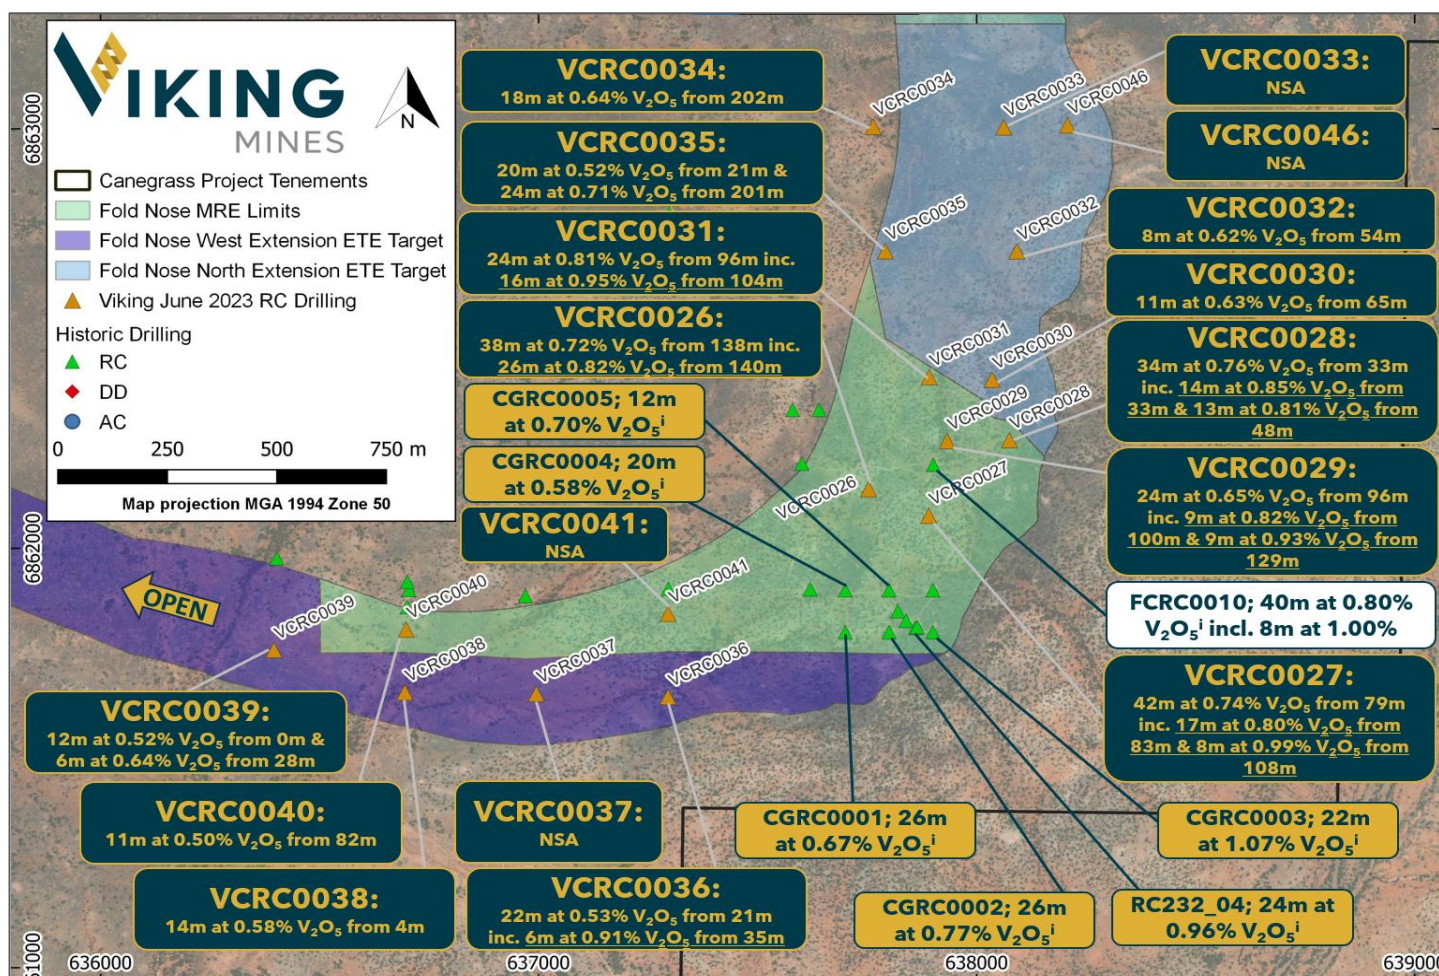 VIKING
MINES
N
Canegrass Project Tenements
Fold Nose MRE Limits
Fold Nose West Extension ETE Target
Fold Nose North Extension ETE Target
Viking June 2023 RC Drilling
Historic Drilling
RC
DD
AC
0 250 500 750 m
Map projection MGA 1994 Zone 50
6863000
6862000
61000
636000
637000
638000
639000
VCRC0034:
18m at 0.64% V₂O₅ from 202m
VCRC0035:
20m at 0.52% V₂O₅ from 21m &
24m at 0.71% V₂O₅ from 201m
VCRC0031:
24m at 0.81% V₂O₅ from 96m inc.
16m at 0.95% V₂O₅ from 104m
VCRC0026:
38m at 0.72% V₂O₅ from 138m inc.
26m at 0.82% V₂O₅ from 140m
CGRC0005; 12m
at 0.70% V₂O₅ⁱ
CGRC0004; 20m
at 0.58% V₂O₅ⁱ
VCRC0041:
NSA
VCRC0033:
NSA
VCRC0046:
NSA
VCRC0032:
8m at 0.62% V₂O₅ from 54m
VCRC0030:
11m at 0.63% V₂O₅ from 65m
VCRC0028:
34m at 0.76% V₂O₅ from 33m
inc. 14m at 0.85% V₂O₅ from
33m & 13m at 0.81% V₂O₅ from
48m
VCRC0029:
24m at 0.65% V₂O₅ from 96m
inc. 9m at 0.82% V₂O₅ from
100m & 9m at 0.93% V₂O₅ from
129m
FCRC0010; 40m at 0.80%
V₂O₅ⁱ incl. 8m at 1.00%
VCRC0027:
42m at 0.74% V₂O₅ from 79m
inc. 17m at 0.80% V₂O₅ from
83m & 8m at 0.99% V₂O₅ from
108m
VCRC0034
VCRC0033
VCRC0046
VCRC0035
VCRC0032
VCRC0031
VCRC0030
VCRC0029
VCRC0028
VCRC0026
VCRC0027
VCRC0041
VCRC0040
VCRC0039
VCRC0038
VCRC0037
VCRC0036
OPEN
VCRC0039:
12m at 0.52% V₂O₅ from 0m &
6m at 0.64% V₂O₅ from 28m
VCRC0040:
11m at 0.50% V₂O₅ from 82m
VCRC0038:
14m at 0.58% V₂O₅ from 4m
VCRC0037:
NSA
VCRC0036:
22m at 0.53% V₂O₅ from 21m
inc. 6m at 0.91% V₂O₅ from 35m
CGRC0001; 26m
at 0.67% V₂O₅ⁱ
CGRC0003; 22m
at 1.07% V₂O₅ⁱ
CGRC0002; 26m
at 0.77% V₂O₅ⁱ
RC232_04; 24m at
0.96% V₂O₅ⁱ